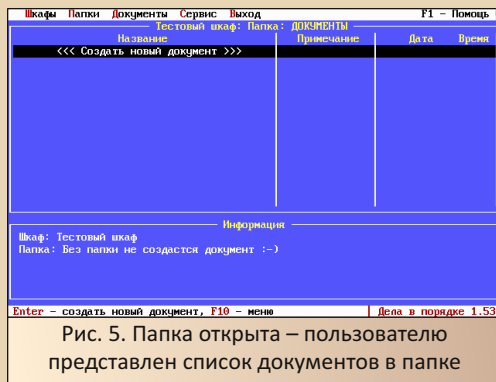 Шкафы Папки Документы Сервис Выход F1 – Помощь
Тестовый шкаф: Папка: ДОКУМЕНТЫ
Название Примечание Дата Время
<<< Создать новый документ >>>
Информация
Шкаф: Тестовый шкаф
Папка: Без папки не создастся документ :-)
Enter – создать новый документ, F10 – меню Дела в порядке 1.53
Рис. 5. Папка открыта – пользователю
представлен список документов в папке